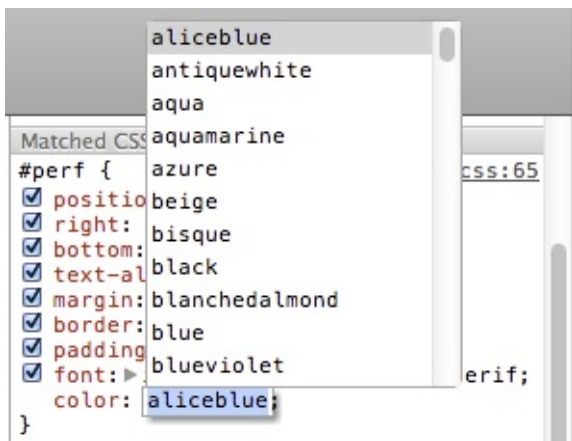 aliceblue
antiquewhite
aqua
aquamarine
azure
beige
bisque
black
blanchedalmond
blue
blueviolet
Matched CSS
#perf {
css:65
positio
right:
bottom:
text-al
margin:
border:
padding
font:
erif;
color: aliceblue;
}